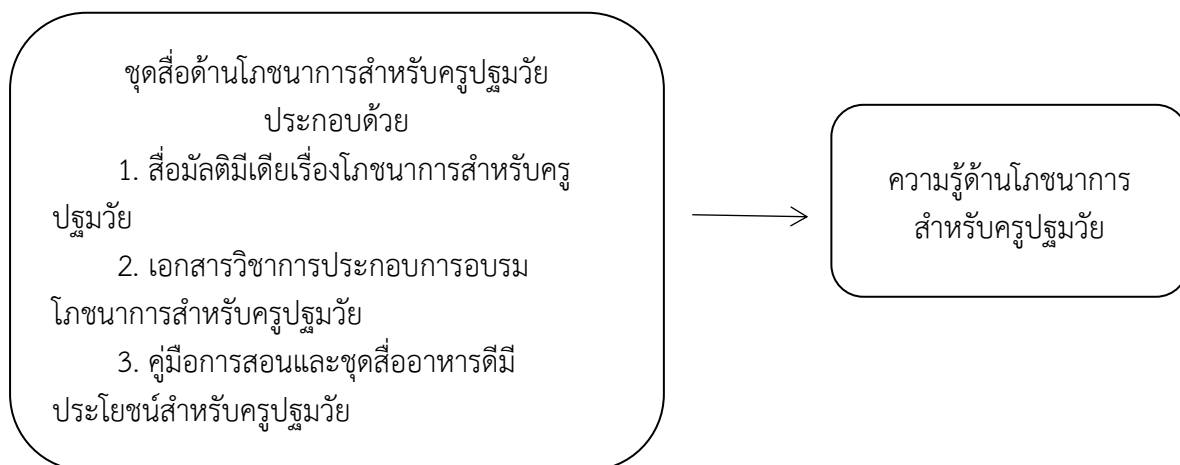 ชุดสื่อด้านโภชนาการสำหรับครูปฐมวัย
ประกอบด้วย
1. สื่อมัลติมีเดียเรื่องโภชนาการสำหรับครู
ปฐมวัย
2. เอกสารวิชาการประกอบการอบรม
โภชนาการสำหรับครูปฐมวัย
3. คู่มือการสอนและชุดสื่ออาหารดีมี
ประโยชน์สำหรับครูปฐมวัย
ความรู้ด้านโภชนาการ
สำหรับครูปฐมวัย